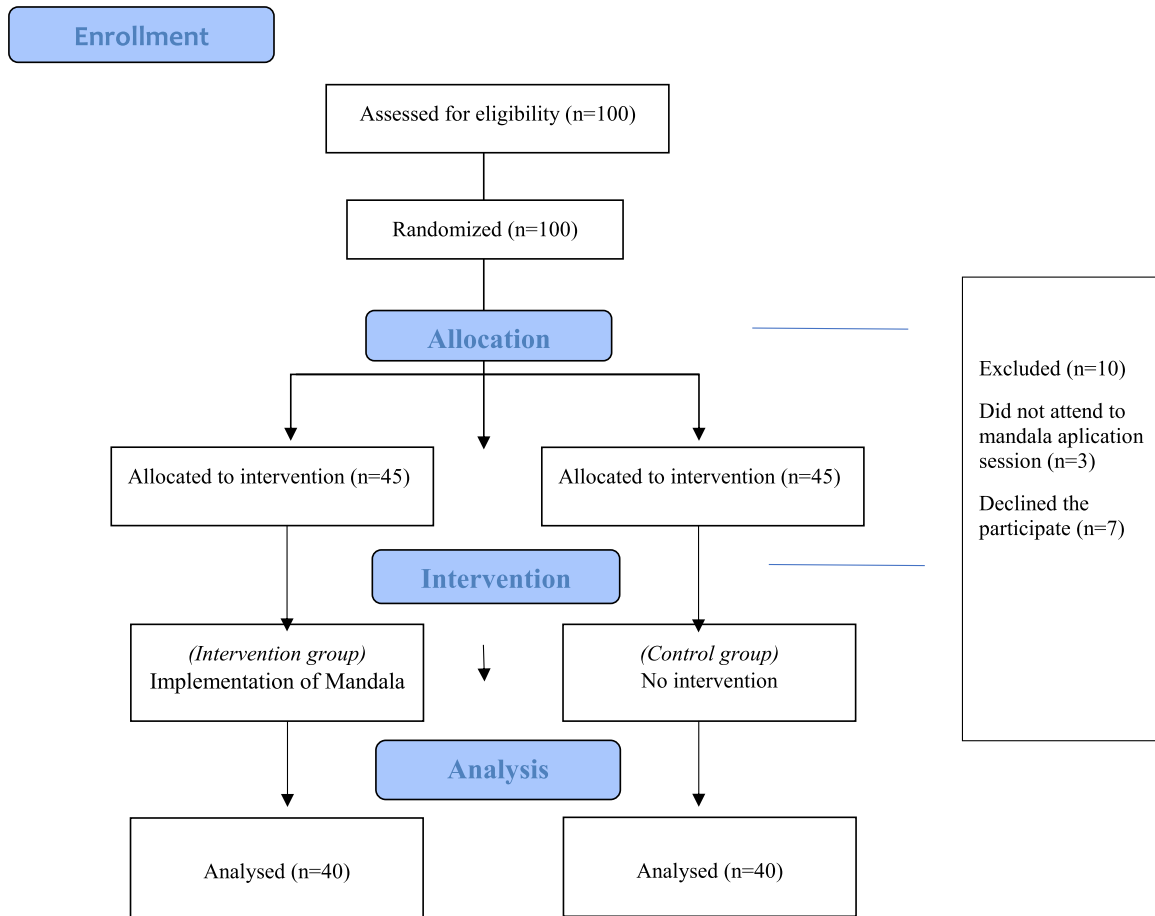 Enrollment
Assessed for eligibility (n=100)
Randomized (n=100)
Allocation
Excluded (n=10)
Did not attend to
mandala aplication
session (n=3)
Declined the
participate (n=7)
Allocated to intervention (n=45)
Allocated to intervention (n=45)
Intervention
(Intervention group)
Implementation of Mandala
(Control group)
No intervention
Analysis
Analysed (n=40)
Analysed (n=40)